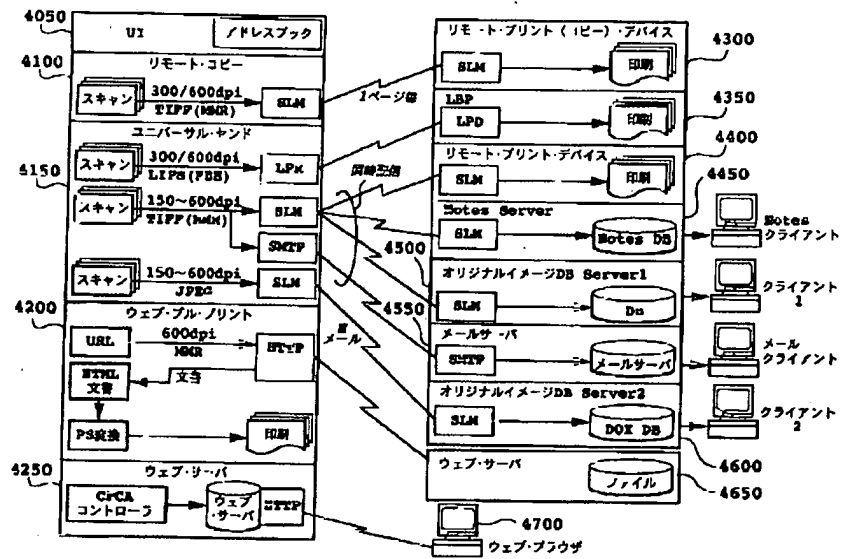 4050
UI
アドレスブック
4100
リモート・コピー
スキャン
300/600dpi
TIFF(MMR)
SLM
1ページ毎
ユニバーサル・センド
4150
スキャン
300/600dpi
LIPS(PBS)
LPR
同時配信
スキャン
150~600dpi
TIFF(MMR)
SLM
SMTP
スキャン
150~600dpi
JPEG
SLM
4200
ウェブ・プル・プリント
URL
600dpi
MMR
HTTP
メール
HTML
文書
文書
PS変換
印刷
4250
ウェブ・サーバ
コントローラ
ウェブ・
サーバ
HTTP
リモート・プリント(コピー)・デバイス
4300
SLM
印刷
LBP
4350
LPD
印刷
リモート・プリント・デバイス
4400
SLM
印刷
4450
Notes Server
SLM
Notes DB
Notes
クライアント
4500
オリジナルイメージDB Server1
SLM
クライアント
1
4550
メールサーバ
SMTP
メールサーバ
メール
クライアント
オリジナルイメージDB Server2
SLM
DOX DB
クライアント
2
4600
ウェブ・サーバ
ファイル
4650
4700
ウェブ・ブラウザ